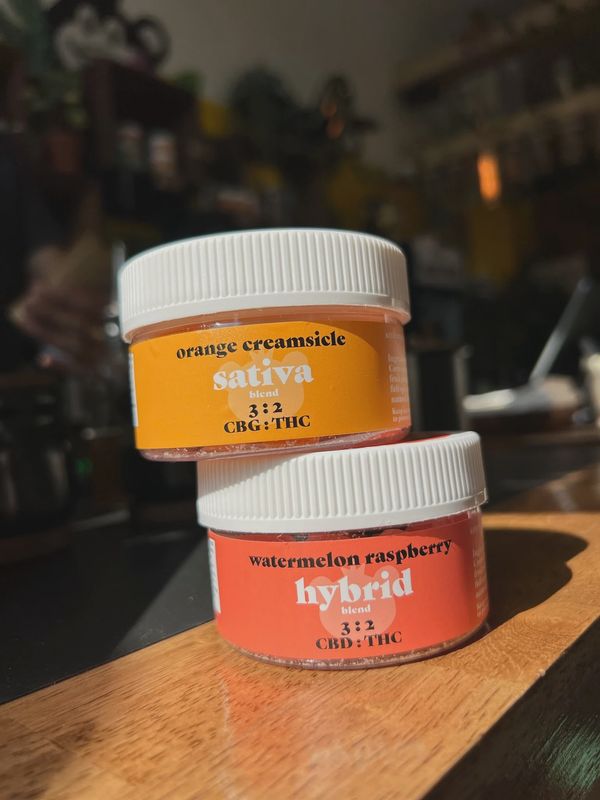 orange creamsicle
sativa
blend
3:2
CBG:THC
watermelon raspberry
hybrid
blend
3:2
CBD:THC